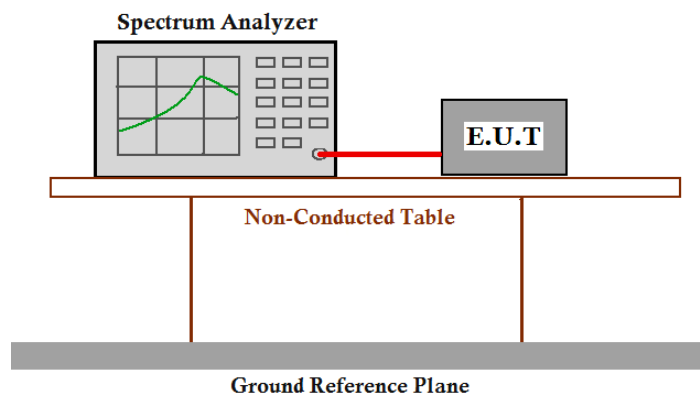 Spectrum Analyzer
E.U.T
Non-Conducted Table
Ground Reference Plane